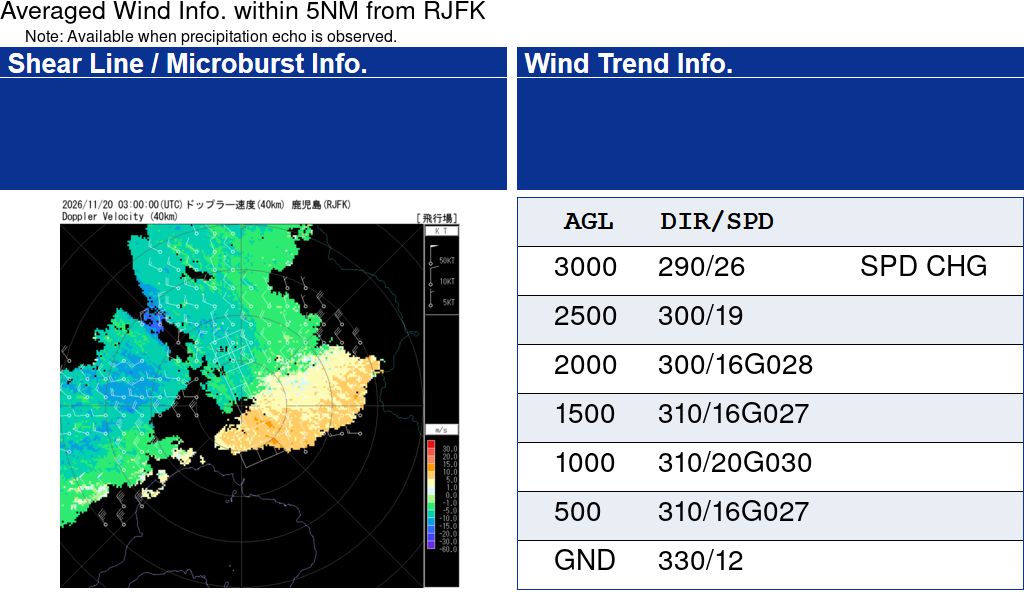 Averaged Wind Info. within 5NM from RJFK
Note: Available when precipitation echo is observed.
Shear Line / Microburst Info.
Wind Trend Info.
2026/11/20 03:00:00(UTC) ドップラー速度(40km) 鹿児島(RJFK)
Doppler Velocity (40km)
[飛行場]
K T
50KT
10KT
5KT
m/s
30.0
20.0
15.0
10.0
5.0
1.0
0.0
-1.0
-5.0
-10.0
-15.0
-20.0
-30.0
-60.0
AGL DIR/SPD
3000 290/26 SPD CHG
2500 300/19
2000 300/16G028
1500 310/16G027
1000 310/20G030
500 310/16G027
GND 330/12